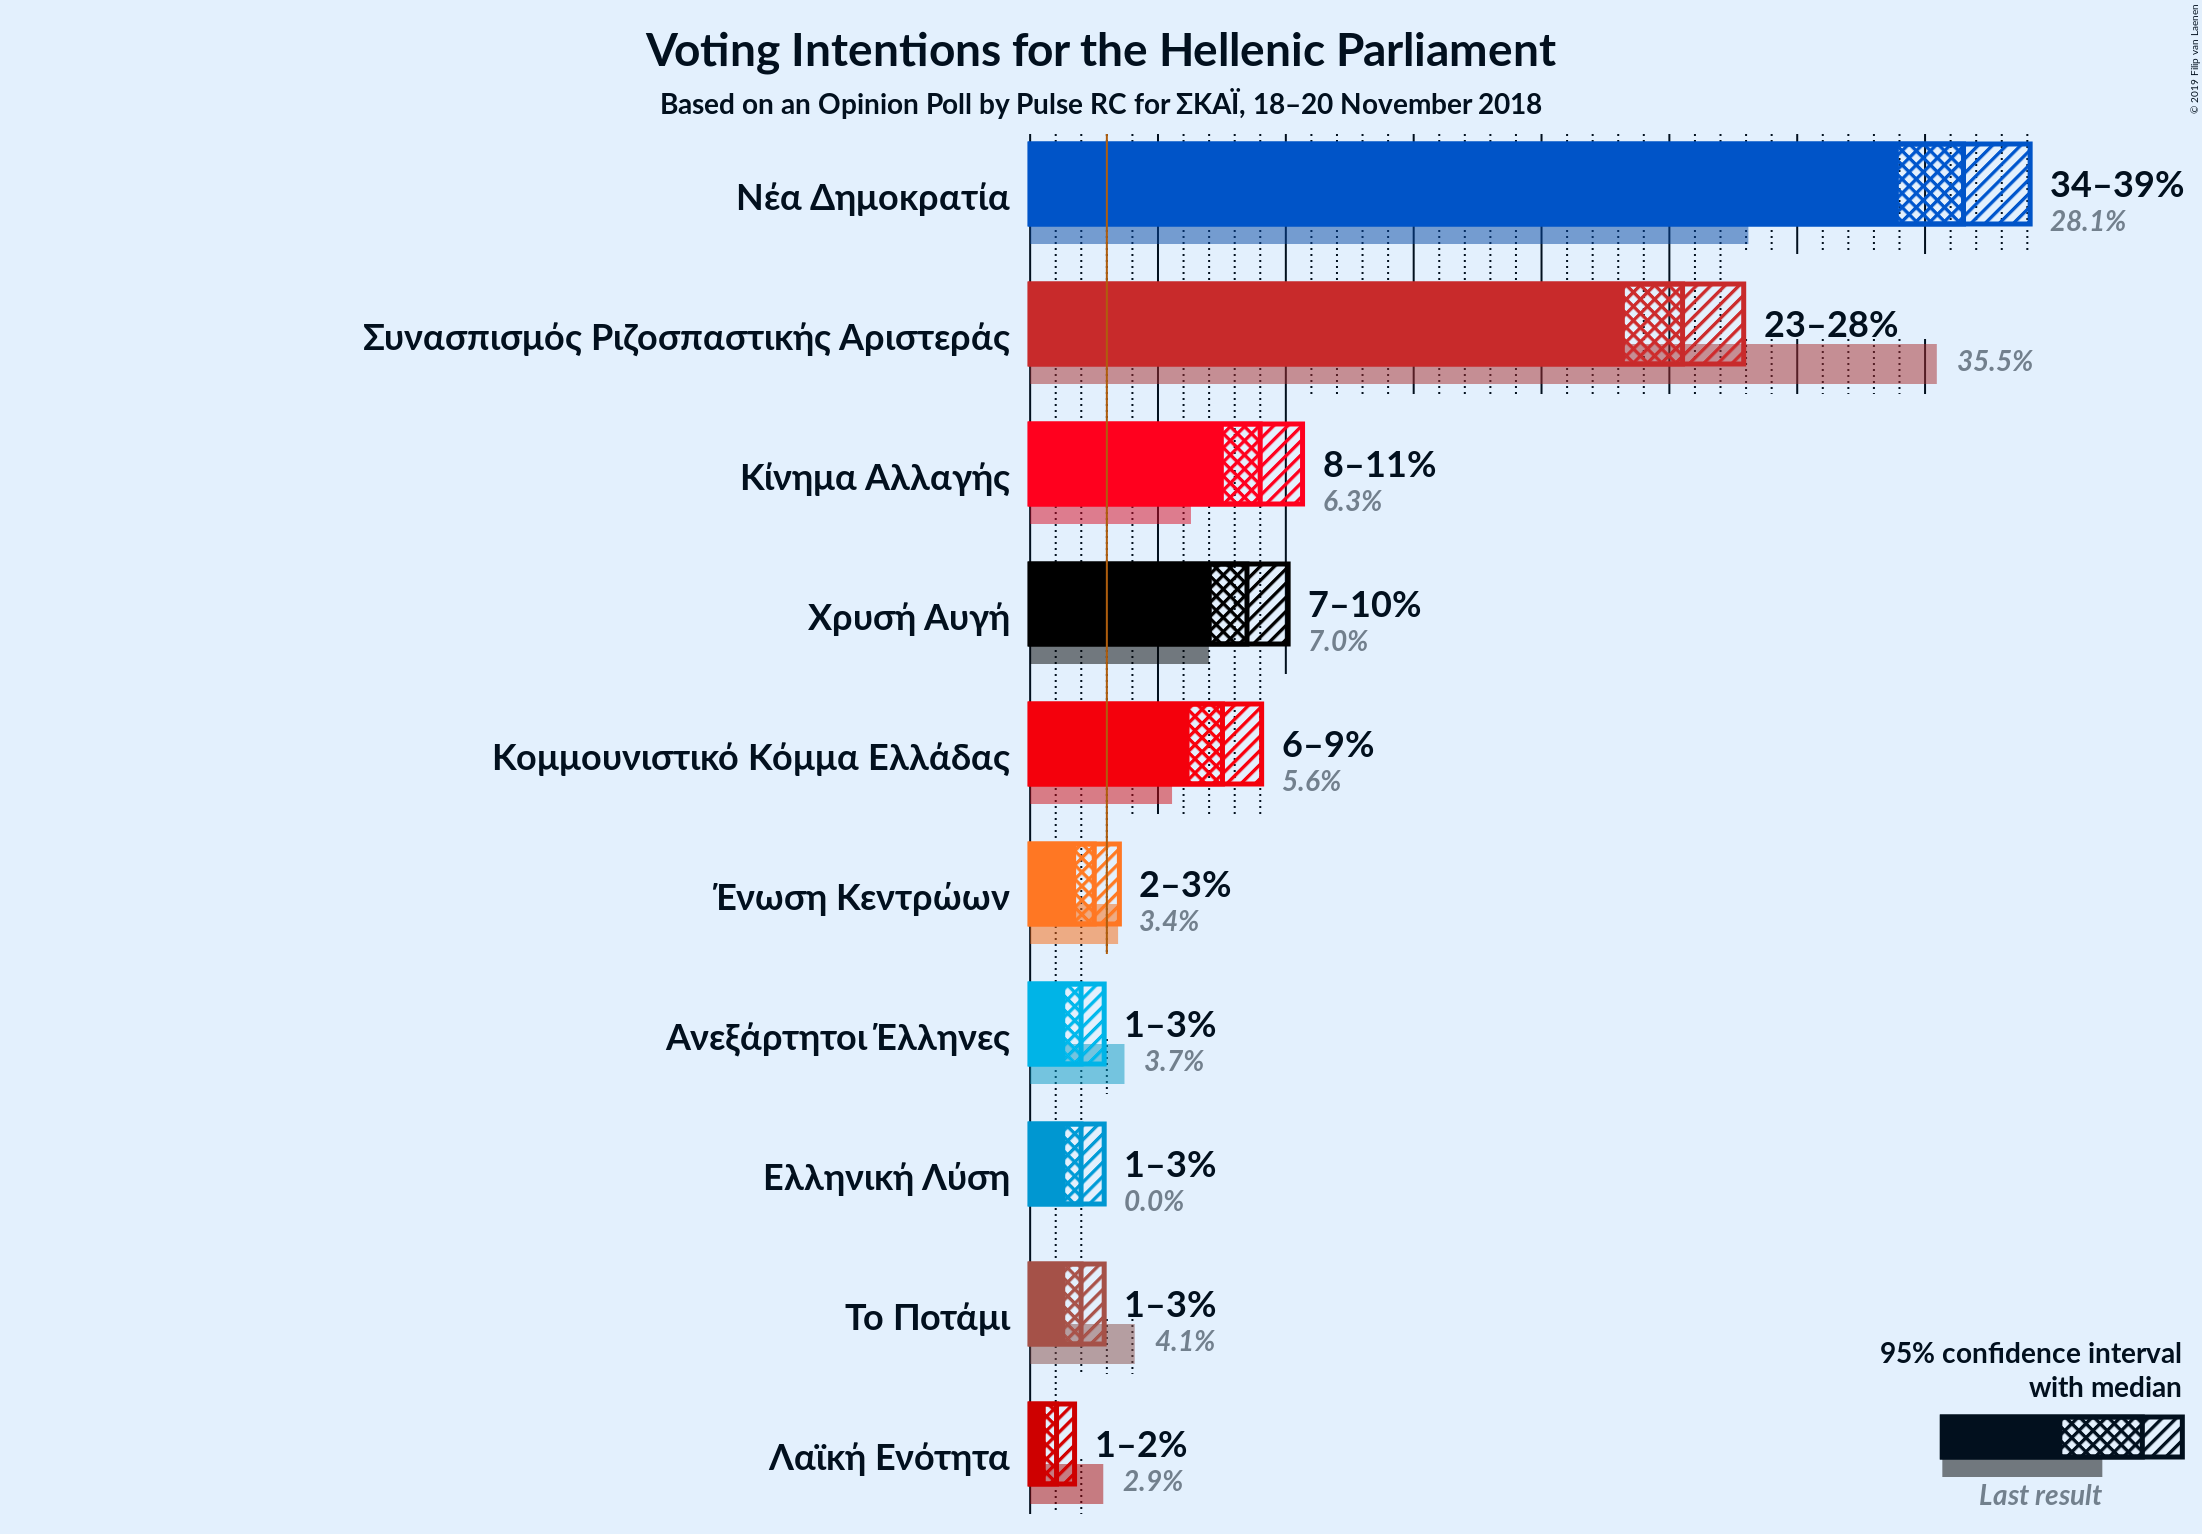 Voting Intentions for the Hellenic Parliament
Based on an Opinion Poll by Pulse RC for ΣΚΑΪ, 18–20 November 2018
© 2019 Filip van Laenen
Νέα Δημοκρατία
34–39%
28.1%
Συνασπισμός Ριζοσπαστικής Αριστεράς
23–28%
35.5%
Κίνημα Αλλαγής
8–11%
6.3%
Χρυσή Αυγή
7–10%
7.0%
Κομμουνιστικό Κόμμα Ελλάδας
6–9%
5.6%
Ένωση Κεντρώων
2–3%
3.4%
Ανεξάρτητοι Έλληνες
1–3%
3.7%
Ελληνική Λύση
1–3%
0.0%
Το Ποτάμι
1–3%
4.1%
Λαϊκή Ενότητα
1–2%
2.9%
95% confidence interval
with median
Last result